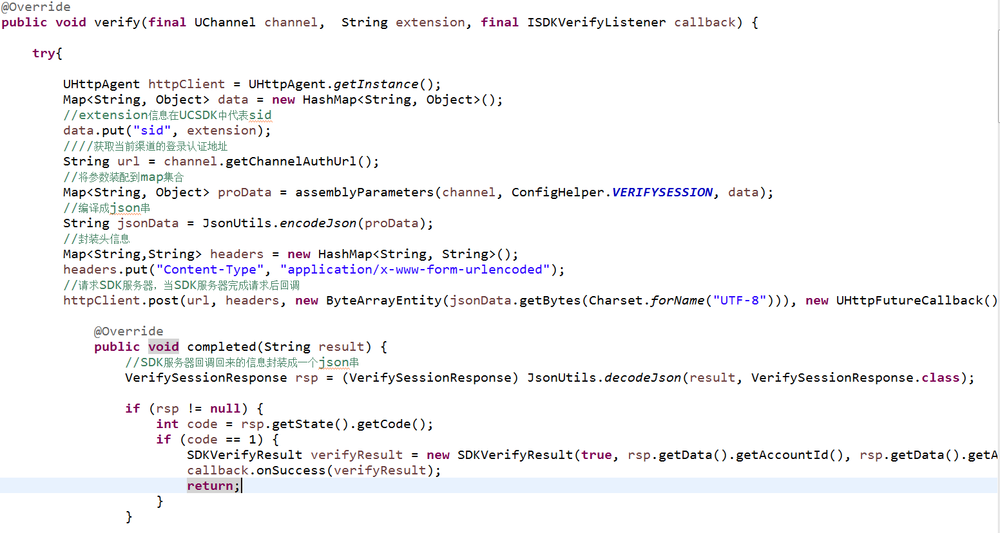 @Override
public void verify(final UChannel channel,  String extension, final ISDKVerifyListener callback) {
try{
UHttpAgent httpClient = UHttpAgent.getInstance();
Map<String, Object> data = new HashMap<String, Object>();
//extension信息在UCSDK中代表sid
data.put("sid", extension);
////获取当前渠道的登录认证地址
String url = channel.getChannelAuthUrl();
//将参数装配到map集合
Map<String, Object> proData = assemblyParameters(channel, ConfigHelper.VERIFYSESSION, data);
//编译成json串
String jsonData = JsonUtils.encodeJson(proData);
//封装头信息
Map<String,String> headers = new HashMap<String, String>();
headers.put("Content-Type", "application/x-www-form-urlencoded");
//请求SDK服务器，当SDK服务器完成请求后回调
httpClient.post(url, headers, new ByteArrayEntity(jsonData.getBytes(Charset.forName("UTF-8"))), new UHttpFutureCallback()
@Override
public void completed(String result) {
//SDK服务器回调回来的信息封装成一个json串
VerifySessionResponse rsp = (VerifySessionResponse) JsonUtils.decodeJson(result, VerifySessionResponse.class);
if (rsp != null) {
int code = rsp.getState().getCode();
if (code == 1) {
SDKVerifyResult verifyResult = new SDKVerifyResult(true, rsp.getData().getAccountId(), rsp.getData().getA
callback.onSuccess(verifyResult);
return;
}
}